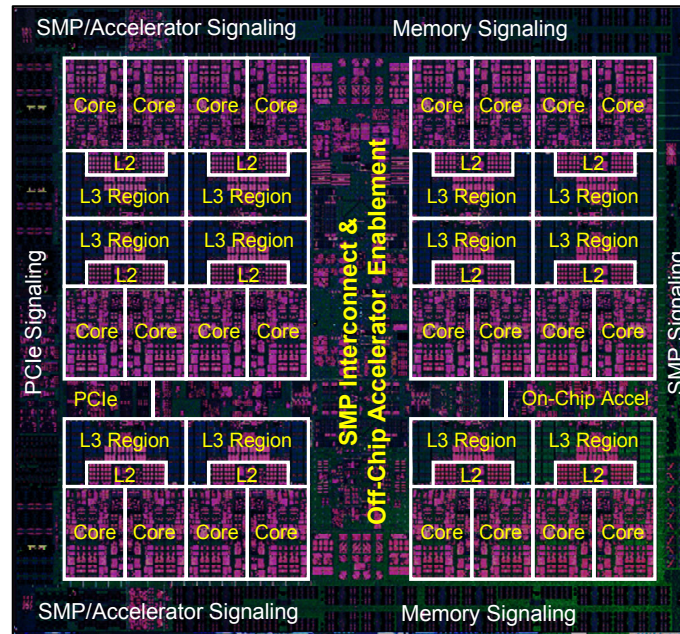 SMP/Accelerator Signaling
Memory Signaling
Core Core Core Core
Core Core Core Core
L2 L2
L2 L2
L3 Region L3 Region
L3 Region L3 Region
L3 Region L3 Region
L3 Region L3 Region
L2 L2
L2 L2
Core Core Core Core
Core Core Core Core
PCIe Signaling
SMP Interconnect &
Off-Chip Accelerator Enablement
SMP Signaling
PCIe
On-Chip Accel
L3 Region L3 Region
L3 Region L3 Region
L2 L2
L2 L2
Core Core Core Core
Core Core Core Core
SMP/Accelerator Signaling
Memory Signaling